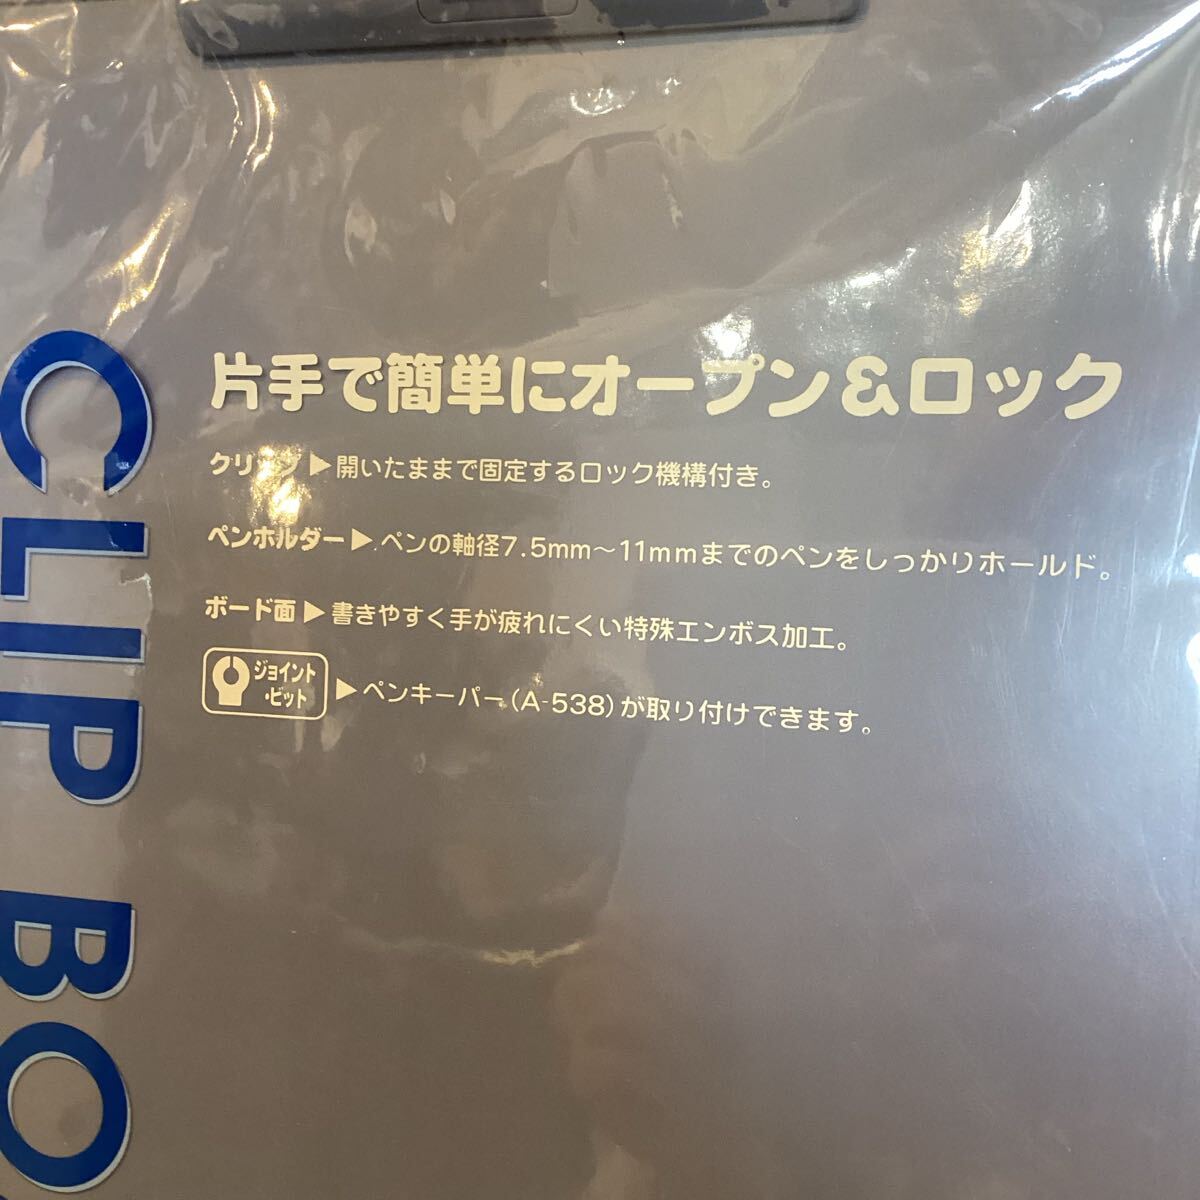 片手で簡単にオープン&ロック
クリップ▶開いたままで固定するロック機構付き。
ペンホルダー▶ペンの軸径7.5mm〜11mmまでのペンをしっかりホールド。
ボード面▶書きやすく手が疲れにくい特殊エンボス加工。
ジョイント
・ビット
▶ペンキーパー(A-538)が取り付けできます。
CLIP BO